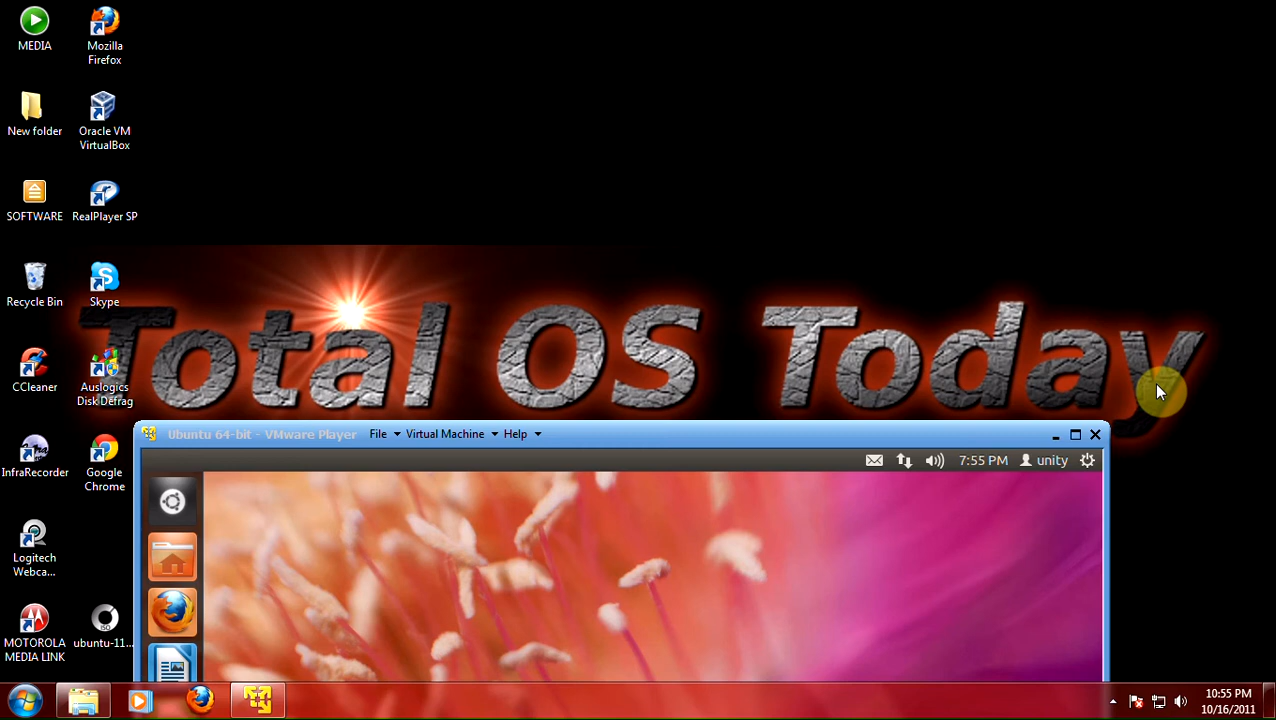 MEDIA
Mozilla
Firefox
New folder
Oracle VM
VirtualBox
SOFTWARE
RealPlayer SP
Recycle Bin
Skype
Total OS Today
CCleaner
Auslogics
Disk Defrag
Ubuntu 64-bit - VMware Player File Virtual Machine Help
InfraRecorder
Google
Chrome
7:55 PM unity
Logitech
Webca...
MOTOROLA
MEDIA LINK
ISO
ubuntu-11...
10:55 PM
10/16/2011